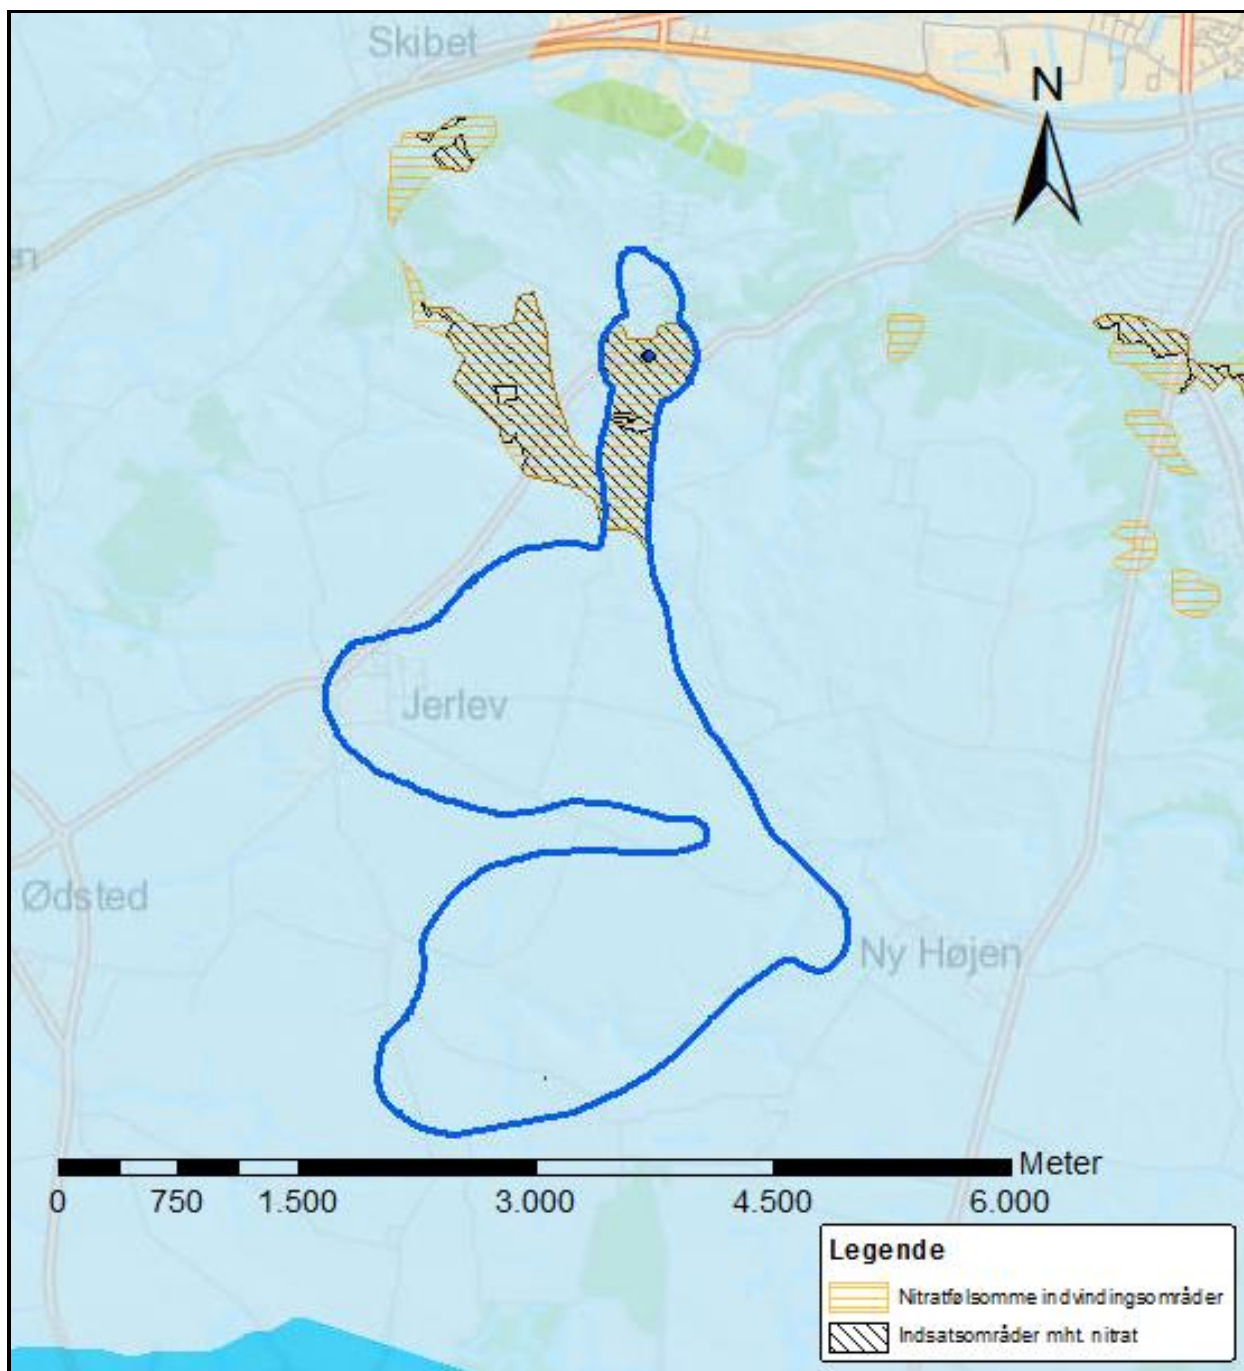 Skibet
N
en
Jerlev
Ødsted
Ny Højen
Meter
0 750 1.500 3.000 4.500 6.000
Legende
Nitratfølsomme indvindingsområder
Indsatsområder mht. nitrat